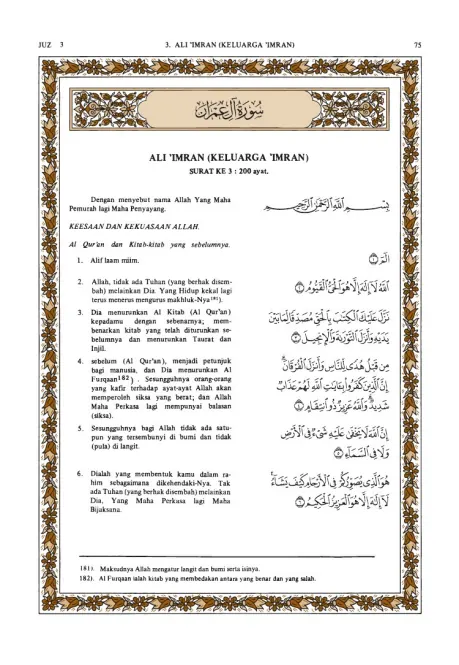 JUZ 3
3. ALI 'IMRAN (KELUARGA 'IMRAN)
75
سُورَةُ آلِ عِمْرَانَ
ALI 'IMRAN (KELUARGA 'IMRAN)
SURAT KE 3 : 200 ayat.
Dengan menyebut nama Allah Yang Maha
Pemurah lagi Maha Penyayang.
بِسْمِ اللَّهِ الرَّحْمَٰنِ الرَّحِيمِ
KEESAAN DAN KEKUASAAN ALLAH.
Al Qur'an dan Kitab-kitab yang sebelumnya.
1. Alif laam miim.
الٓمٓ ①
2. Allah, tidak ada Tuhan (yang berhak disem-
bah) melainkan Dia. Yang Hidup kekal lagi
terus menerus mengurus makhluk-Nya181).
اللَّهُ لَا إِلَٰهَ إِلَّا هُوَ الْحَيُّ الْقَيُّومُ ②
3. Dia menurunkan Al Kitab (Al Qur'an)
kepadamu dengan sebenarnya; mem-
benarkan kitab yang telah diturunkan se-
belumnya dan menurunkan Taurat dan
Injil.
نَزَّلَ عَلَيْكَ الْكِتَٰبَ بِالْحَقِّ مُصَدِّقًا لِّمَا بَيْنَ
يَدَيْهِ وَأَنزَلَ التَّوْرَىٰةَ وَالْإِنجِيلَ ③
4. sebelum (Al Qur'an), menjadi petunjuk
bagi manusia, dan Dia menurunkan Al
Furqaan182) . Sesungguhnya orang-orang
yang kafir terhadap ayat-ayat Allah akan
memperoleh siksa yang berat; dan Allah
Maha Perkasa lagi mempunyai balasan
(siksa).
مِن قَبْلُ هُدًى لِّلنَّاسِ وَأَنزَلَ الْفُرْقَانَ
إِنَّ الَّذِينَ كَفَرُوا بِـَٔايَٰتِ اللَّهِ لَهُمْ عَذَابٌ
شَدِيدٌ وَاللَّهُ عَزِيزٌ ذُو انتِقَامٍ ④
5. Sesungguhnya bagi Allah tidak ada satu-
pun yang tersembunyi di bumi dan tidak
(pula) di langit.
إِنَّ اللَّهَ لَا يَخْفَىٰ عَلَيْهِ شَيْءٌ فِي الْأَرْضِ
وَلَا فِي السَّمَاءِ ⑤
6. Dialah yang membentuk kamu dalam ra-
him sebagaimana dikehendaki-Nya. Tak
ada Tuhan (yang berhak disembah) melainkan
Dia, Yang Maha Perkasa lagi Maha
Bijaksana.
هُوَ الَّذِي يُصَوِّرُكُمْ فِي الْأَرْحَامِ كَيْفَ يَشَاءُ
لَا إِلَٰهَ إِلَّا هُوَ الْعَزِيزُ الْحَكِيمُ ⑥
181). Maksudnya Allah mengatur langit dan bumi serta isinya.
182). Al Furqaan ialah kitab yang membedakan antara yang benar dan yang salah.